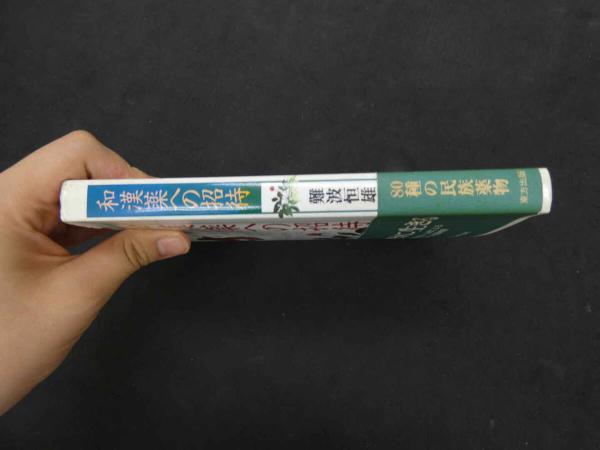 和漢薬への招待
難波恒雄
80種の民族薬物
東方出版